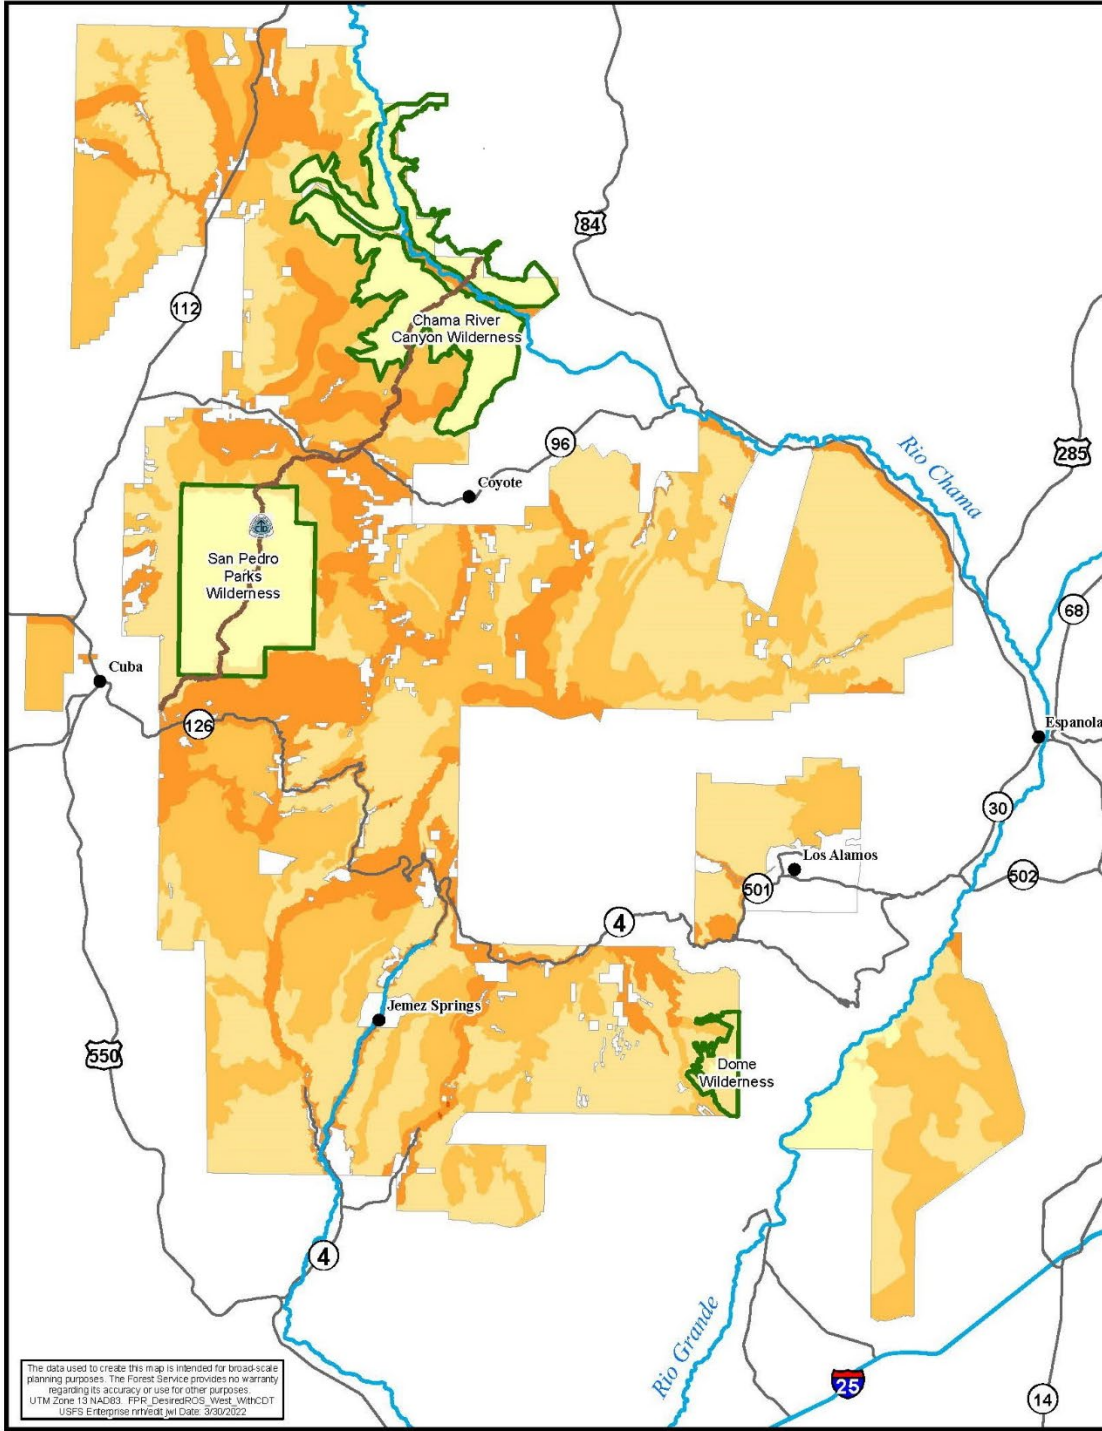 84
112
Chama River
Canyon Wilderness
96
Rio Chama
285
Coyote
CD
San Pedro
Parks
Wilderness
68
Cuba
126
Espanola
30
Los Alamos
501
502
4
Jemez Springs
550
Dome
Wilderness
4
Rio Grande
25
14
The data used to create this map is intended for broad-scale
planning purposes. The Forest Service provides no warranty
regarding its accuracy or use for other purposes.
UTM Zone 13 NAD83. FPR_DesiredROS_West_WithCDT
USFS Enterprise nrh/edit jwl Date: 3/30/2022